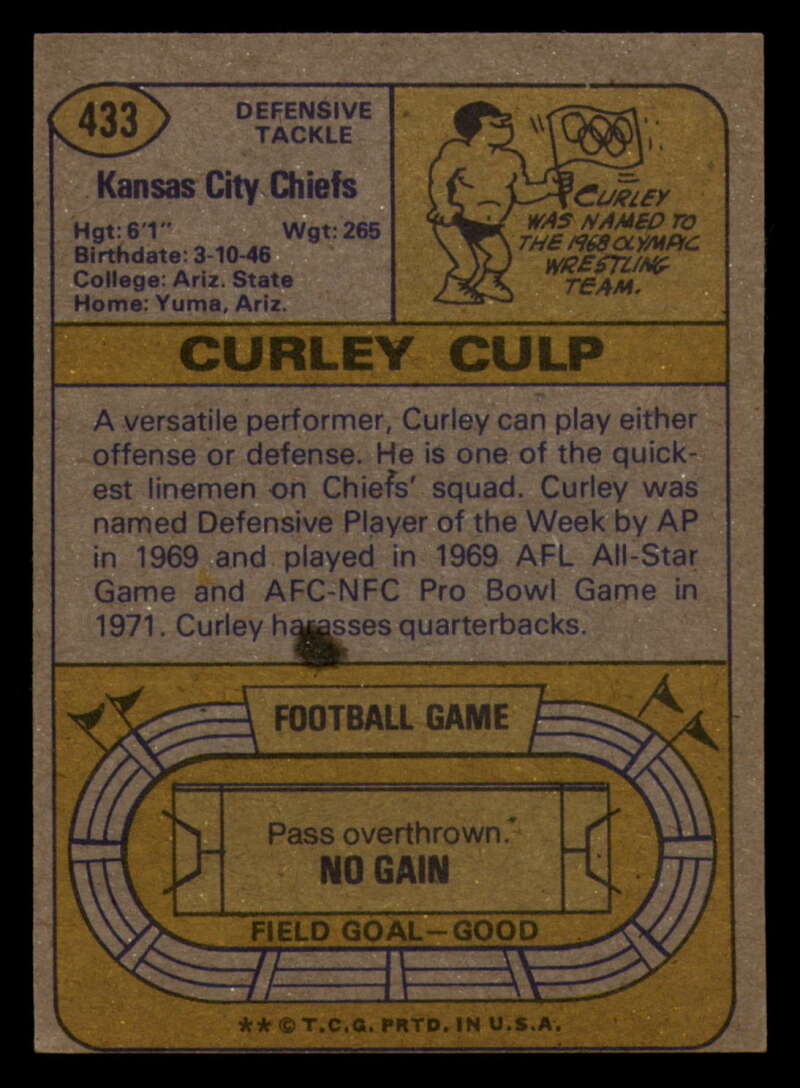 433
DEFENSIVE
TACKLE
Kansas City Chiefs
Hgt: 6'1" Wgt: 265
Birthdate: 3-10-46
College: Ariz. State
Home: Yuma, Ariz.
CURLEY
WAS NAMED TO
THE 1968 OLYMPIC
WRESTLING
TEAM.
CURLEY CULP
A versatile performer, Curley can play either
offense or defense. He is one of the quick-
est linemen on Chiefs' squad. Curley was
named Defensive Player of the Week by AP
in 1969 and played in 1969 AFL All-Star
Game and AFC-NFC Pro Bowl Game in
1971. Curley harasses quarterbacks.
FOOTBALL GAME
Pass overthrown.
NO GAIN
FIELD GOAL—GOOD
** © T.C.G. PRTD. IN U.S.A.